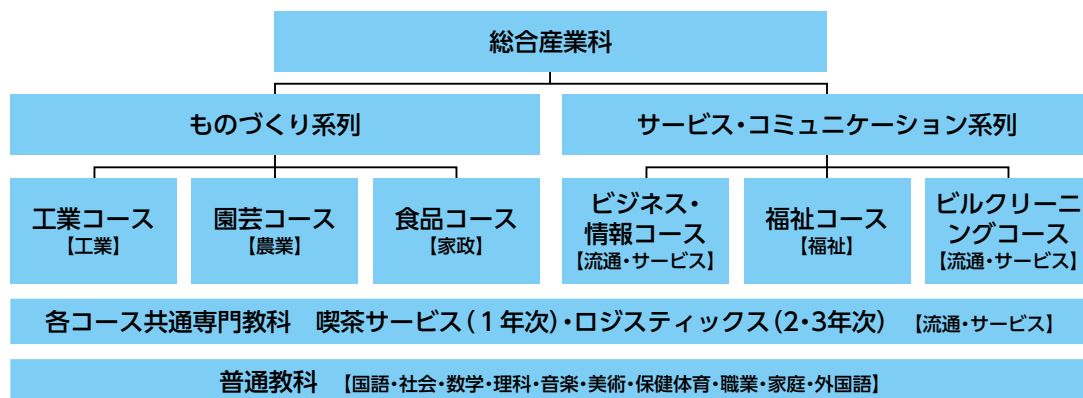 総合産業科
ものづくり系列
サービス・コミュニケーション系列
工業コース
【工業】
園芸コース
【農業】
食品コース
【家政】
ビジネス・
情報コース
【流通・サービス】
福祉コース
【福祉】
ビルクリーニ
ングコース
【流通・サービス】
各コース共通専門教科　喫茶サービス(1年次)・ロジスティックス(2・3年次)　【流通・サービス】
普通教科　【国語・社会・数学・理科・音楽・美術・保健体育・職業・家庭・外国語】